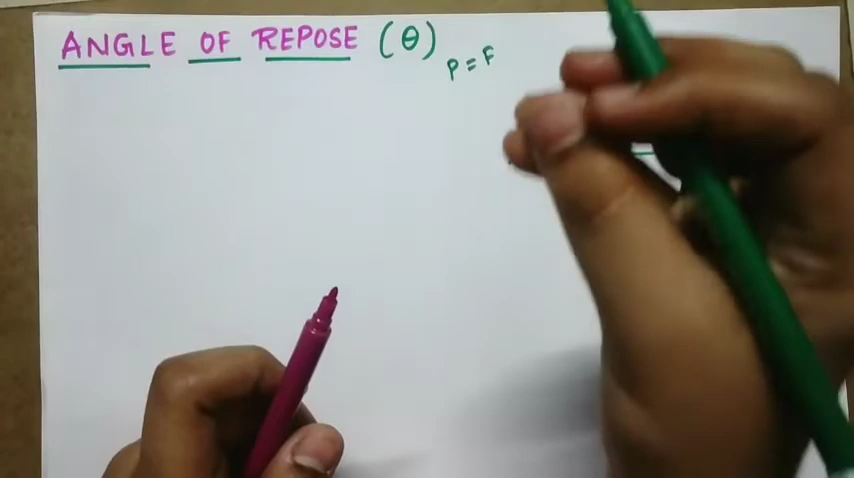 ANGLE OF REPOSE (θ)
P = F